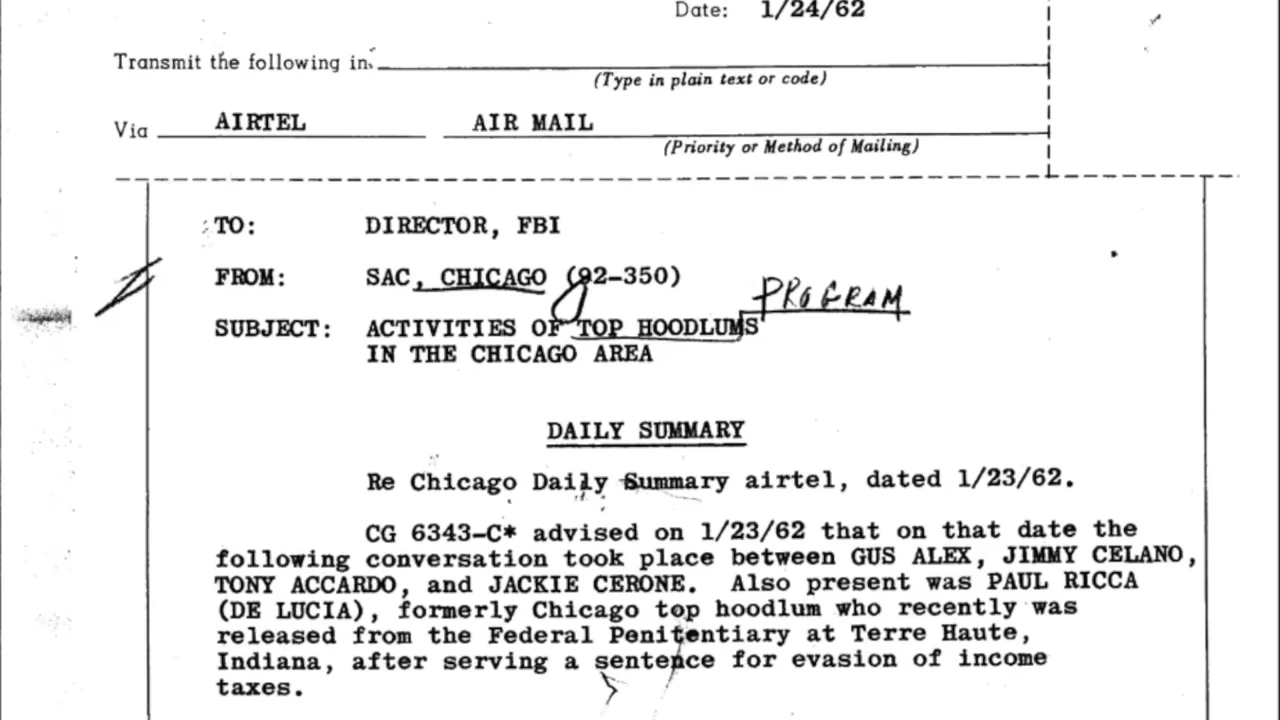 Date: 1/24/62
Transmit the following in
(Type in plain text or code)
Via AIRTEL AIR MAIL
(Priority or Method of Mailing)
TO: DIRECTOR, FBI
FROM: SAC, CHICAGO (92-350)
PROGRAM
SUBJECT: ACTIVITIES OF TOP HOODLUMS
IN THE CHICAGO AREA
DAILY SUMMARY
Re Chicago Daily Summary airtel, dated 1/23/62.
CG 6343-C* advised on 1/23/62 that on that date the
following conversation took place between GUS ALEX, JIMMY CELANO,
TONY ACCARDO, and JACKIE CERONE. Also present was PAUL RICCA
(DE LUCIA), formerly Chicago top hoodlum who recently was
released from the Federal Penitentiary at Terre Haute,
Indiana, after serving a sentence for evasion of income
taxes.